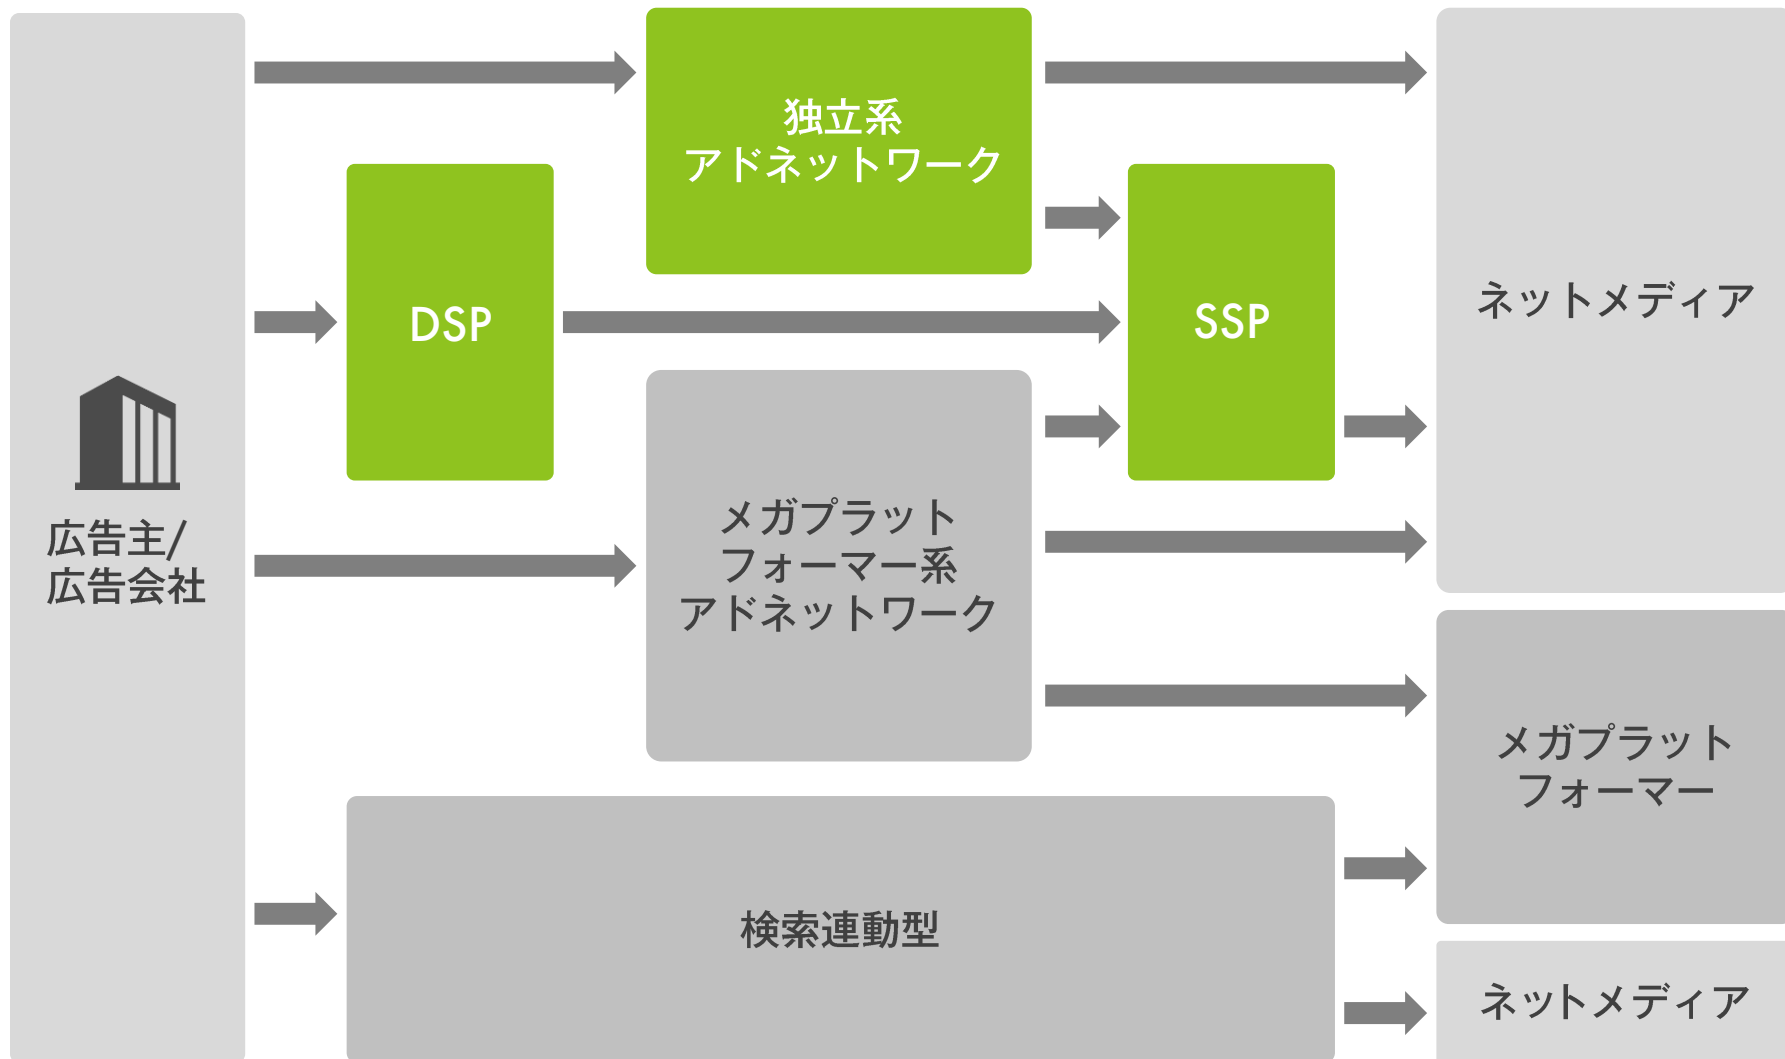 広告主/
広告会社
独立系
アドネットワーク
DSP
SSP
メガプラット
フォーマー系
アドネットワーク
検索連動型
ネットメディア
メガプラット
フォーマー
ネットメディア